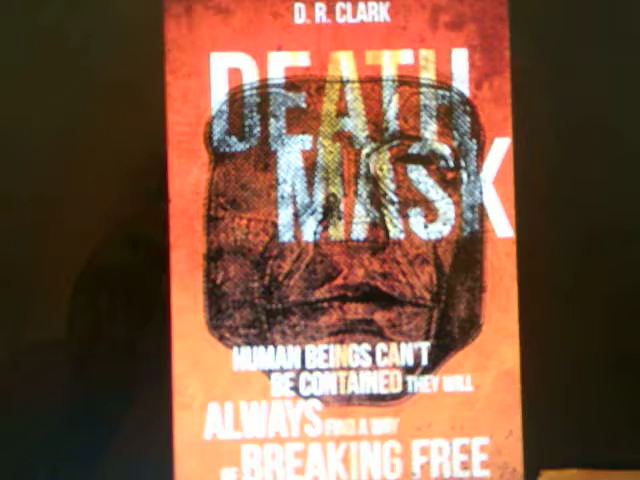 D. R. CLARK
DEATH
MASK
HUMAN BEINGS CAN'T
BE CONTAINED THEY WILL
ALWAYS FIND A WAY
OF BREAKING FREE